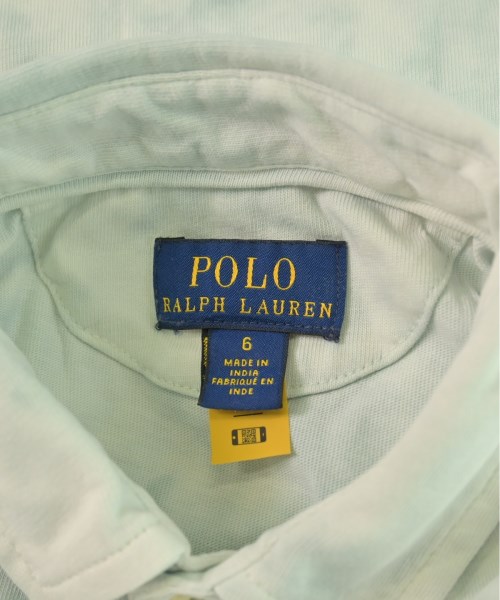 POLO
RALPH LAUREN
6
MADE IN
INDIA
FABRIQUÉ EN
INDE